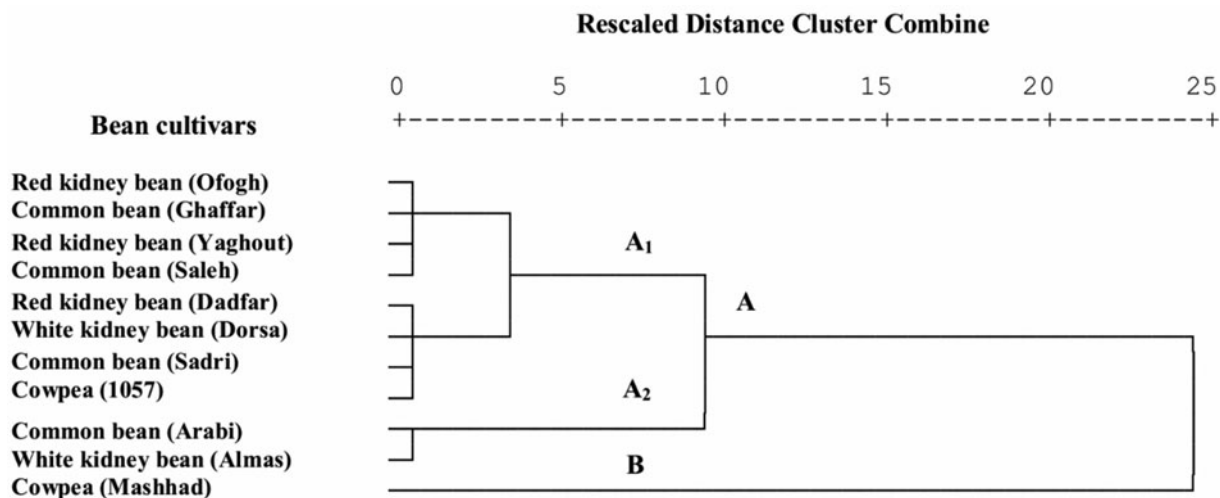 Rescaled Distance Cluster Combine
0 5 10 15 20 25
Bean cultivars
+---------+---------+---------+---------+---------+
Red kidney bean (Ofogh)
Common bean (Ghaffar)
Red kidney bean (Yaghout)
A₁
Common bean (Saleh)
Red kidney bean (Dadfar)
A
White kidney bean (Dorsa)
Common bean (Sadri)
Cowpea (1057)
A₂
Common bean (Arabi)
White kidney bean (Almas)
B
Cowpea (Mashhad)